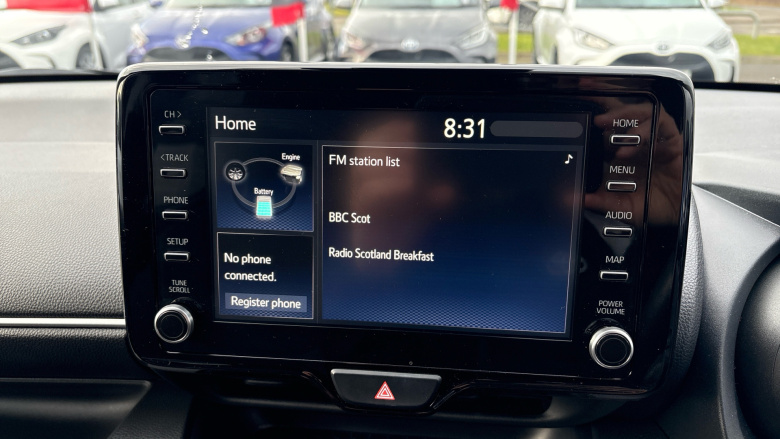 CH >
< TRACK
PHONE
SETUP
TUNE
SCROLL
Home
8:31
Engine
Battery
No phone
connected.
Register phone
FM station list
BBC Scot
Radio Scotland Breakfast
HOME
MENU
AUDIO
MAP
POWER
VOLUME